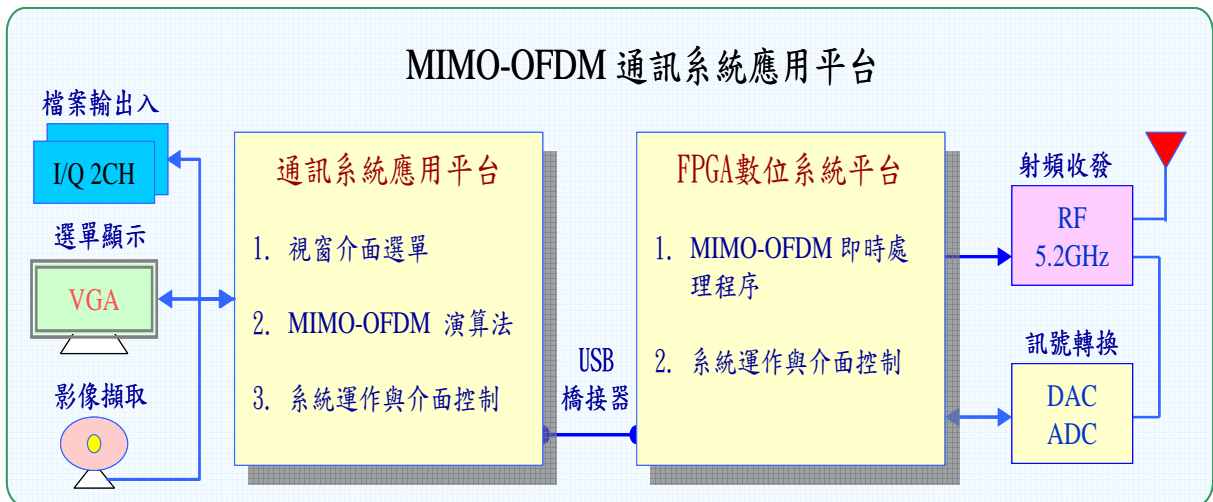 MIMO-OFDM 通訊系統應用平台
檔案輸出入
I/Q 2CH
選單顯示
VGA
影像擷取
通訊系統應用平台
1. 視窗介面選單
2. MIMO-OFDM 演算法
3. 系統運作與介面控制
USB
橋接器
FPGA數位系統平台
1. MIMO-OFDM 即時處
理程序
2. 系統運作與介面控制
射頻收發
RF
5.2GHz
訊號轉換
DAC
ADC